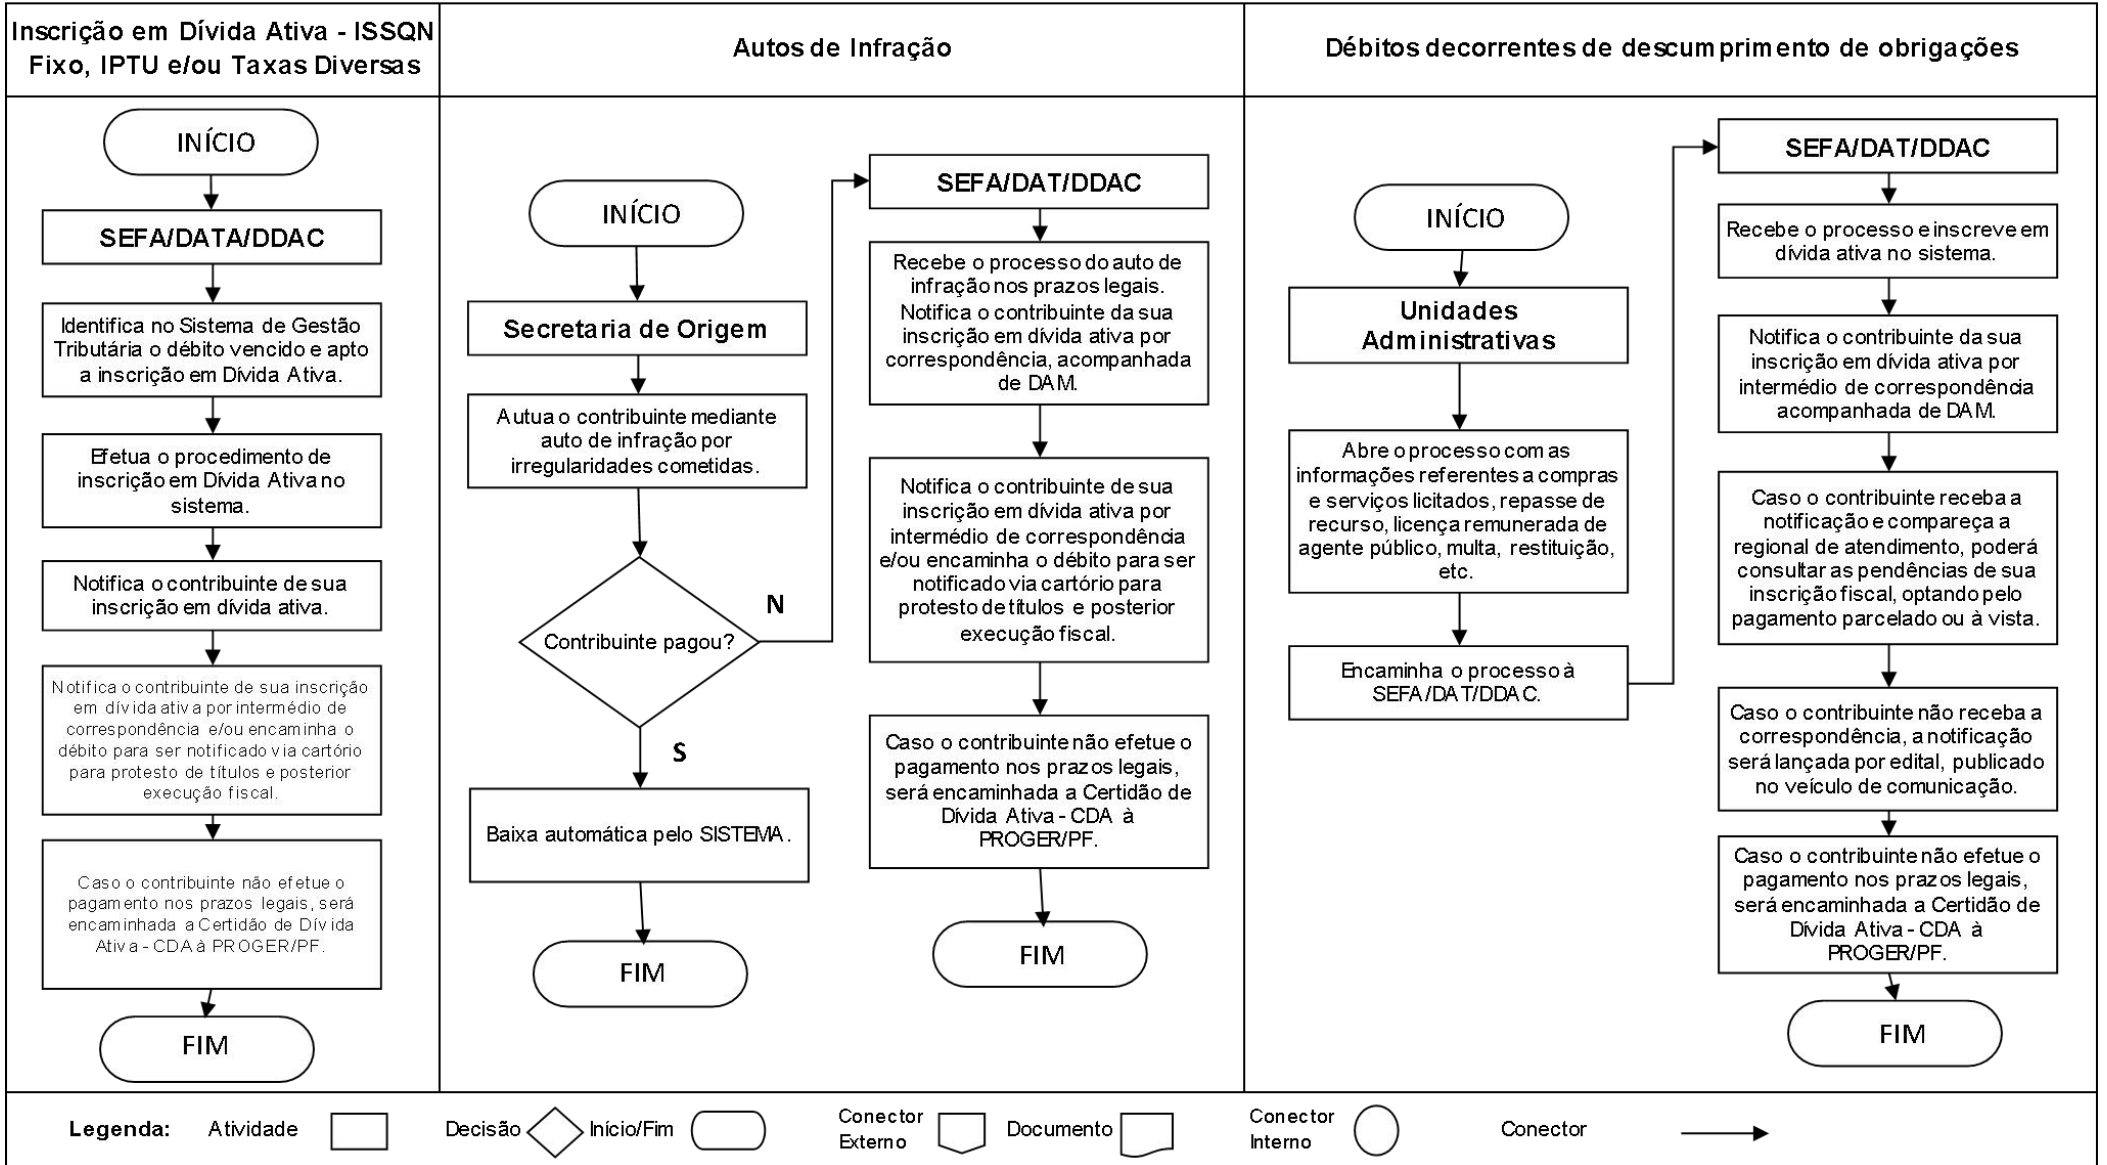 Inscrição em Dívida Ativa - ISSQN
Fixo, IPTU e/ou Taxas Diversas
INÍCIO
SEFA/DATA/DDAC
Identifica no Sistema de Gestão
Tributária o débito vencido e apto
a inscrição em Dívida Ativa.
Efetua o procedimento de
inscrição em Dívida Ativa no
sistema.
Notifica o contribuinte de sua
inscrição em dívida ativa.
Notifica o contribuinte de sua inscrição
em dívida ativa por intermédio de
correspondência e/ou encaminha o
débito para ser notificado via cartório
para protesto de títulos e posterior
execução fiscal.
Caso o contribuinte não efetue o
pagamento nos prazos legais, será
encaminhada a Certidão de Dívida
Ativa - CDA à PROGER/PF.
FIM
Autos de Infração
INÍCIO
Secretaria de Origem
Autua o contribuinte mediante
auto de infração por
irregularidades cometidas.
Contribuinte pagou?
N
S
Baixa automática pelo SISTEMA.
FIM
SEFA/DAT/DDAC
Recebe o processo do auto de
infração nos prazos legais.
Notifica o contribuinte da sua
inscrição em dívida ativa por
correspondência, acompanhada
de DAM.
Notifica o contribuinte de sua
inscrição em dívida ativa por
intermédio de correspondência
e/ou encaminha o débito para ser
notificado via cartório para
protesto de títulos e posterior
execução fiscal.
Caso o contribuinte não efetue o
pagamento nos prazos legais,
será encaminhada a Certidão de
Dívida Ativa - CDA à
PROGER/PF.
FIM
Débitos decorrentes de descumprimento de obrigações
INÍCIO
Unidades
Administrativas
Abre o processo com as
informações referentes a compras
e serviços licitados, repasse de
recurso, licença remunerada de
agente público, multa, restituição,
etc.
Encaminha o processo à
SEFA/DAT/DDAC.
SEFA/DAT/DDAC
Recebe o processo e inscreve em
dívida ativa no sistema.
Notifica o contribuinte da sua
inscrição em dívida ativa por
intermédio de correspondência
acompanhada de DAM.
Caso o contribuinte receba a
notificação e compareça a
regional de atendimento, poderá
consultar as pendências de sua
inscrição fiscal, optando pelo
pagamento parcelado ou à vista.
Caso o contribuinte não receba a
correspondência, a notificação
será lançada por edital, publicado
no veículo de comunicação.
Caso o contribuinte não efetue o
pagamento nos prazos legais,
será encaminhada a Certidão de
Dívida Ativa - CDA à
PROGER/PF.
FIM
Legenda:
Atividade
Decisão
Início/Fim
Conector
Externo
Documento
Conector
Interno
Conector